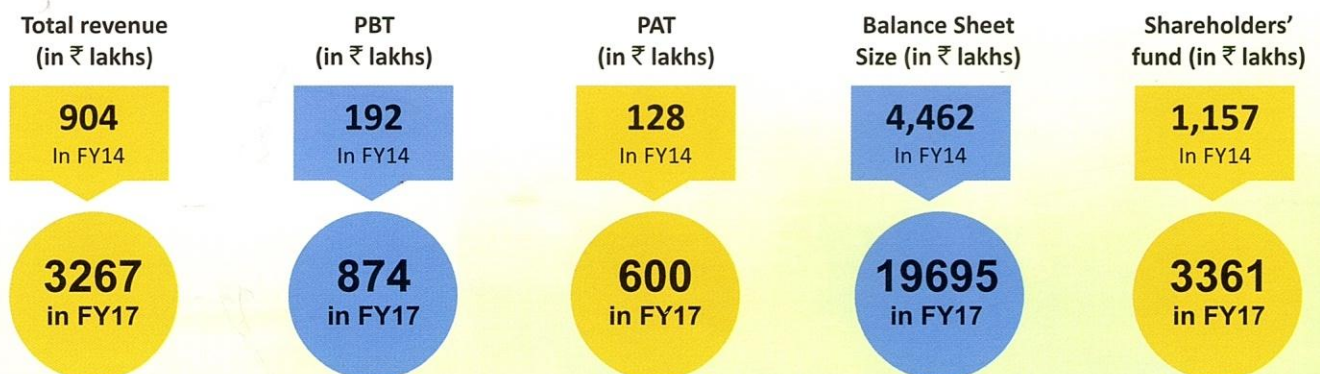 Total revenue
(in ₹ lakhs)
904
In FY14
3267
in FY17
PBT
(in ₹ lakhs)
192
In FY14
874
in FY17
PAT
(in ₹ lakhs)
128
In FY14
600
in FY17
Balance Sheet
Size (in ₹ lakhs)
4,462
In FY14
19695
in FY17
Shareholders'
fund (in ₹ lakhs)
1,157
In FY14
3361
in FY17